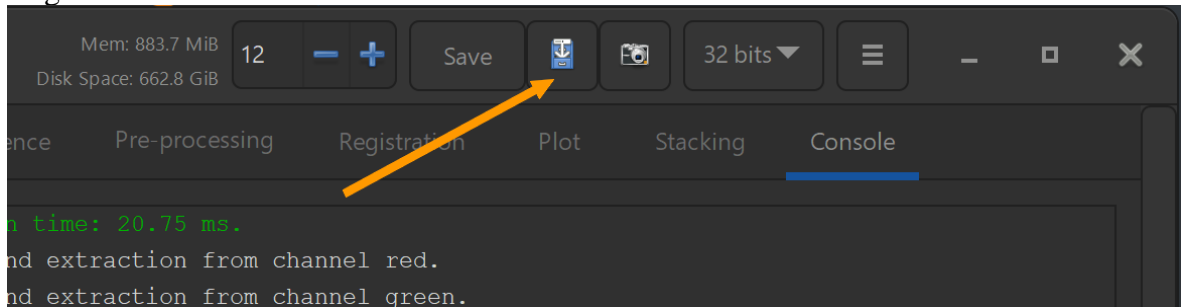 Mem: 883.7 MiB
Disk Space: 662.8 GiB
12
Save
32 bits
ence Pre-processing Registration Plot Stacking Console
n time: 20.75 ms.
nd extraction from channel red.
nd extraction from channel green.